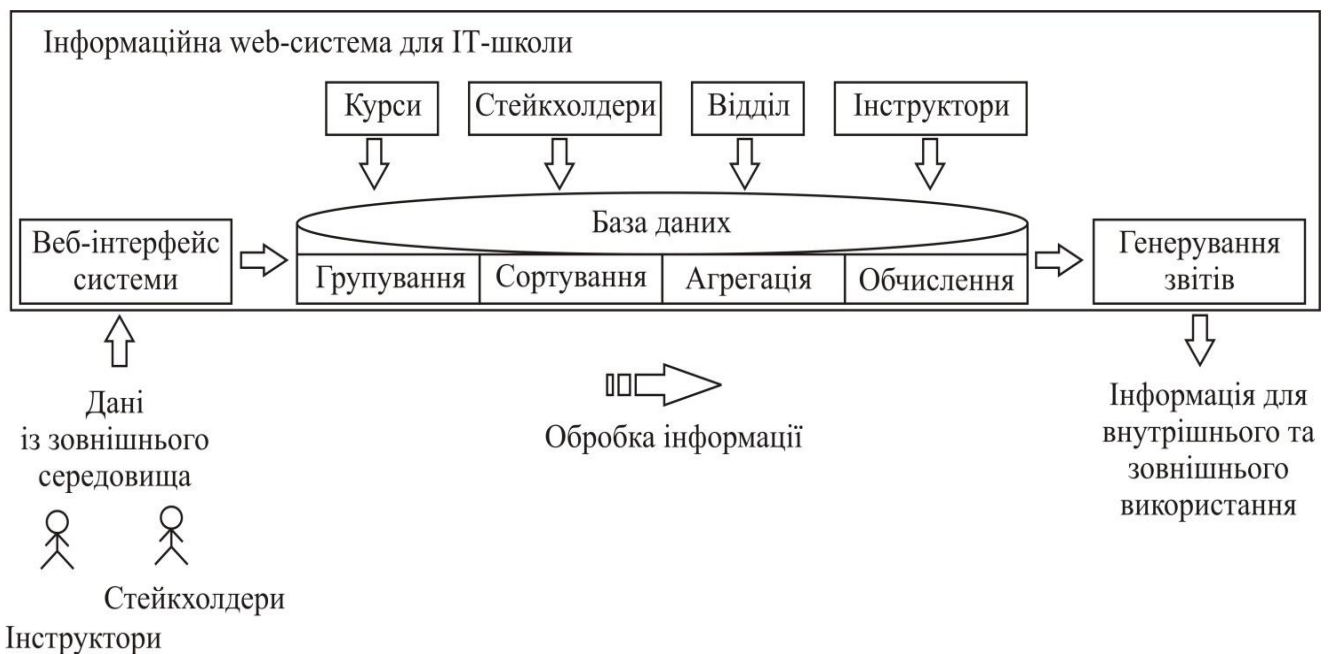 Інформаційна web-система для ІТ-школи
Курси
Стейкхолдери
Відділ
Інструктори
База даних
Веб-інтерфейс
системи
Групування
Сортування
Агрегація
Обчислення
Генерування
звітів
Дані
із зовнішнього
середовища
Обробка інформації
Інформація для
внутрішнього та
зовнішнього
використання
Стейкхолдери
Інструктори